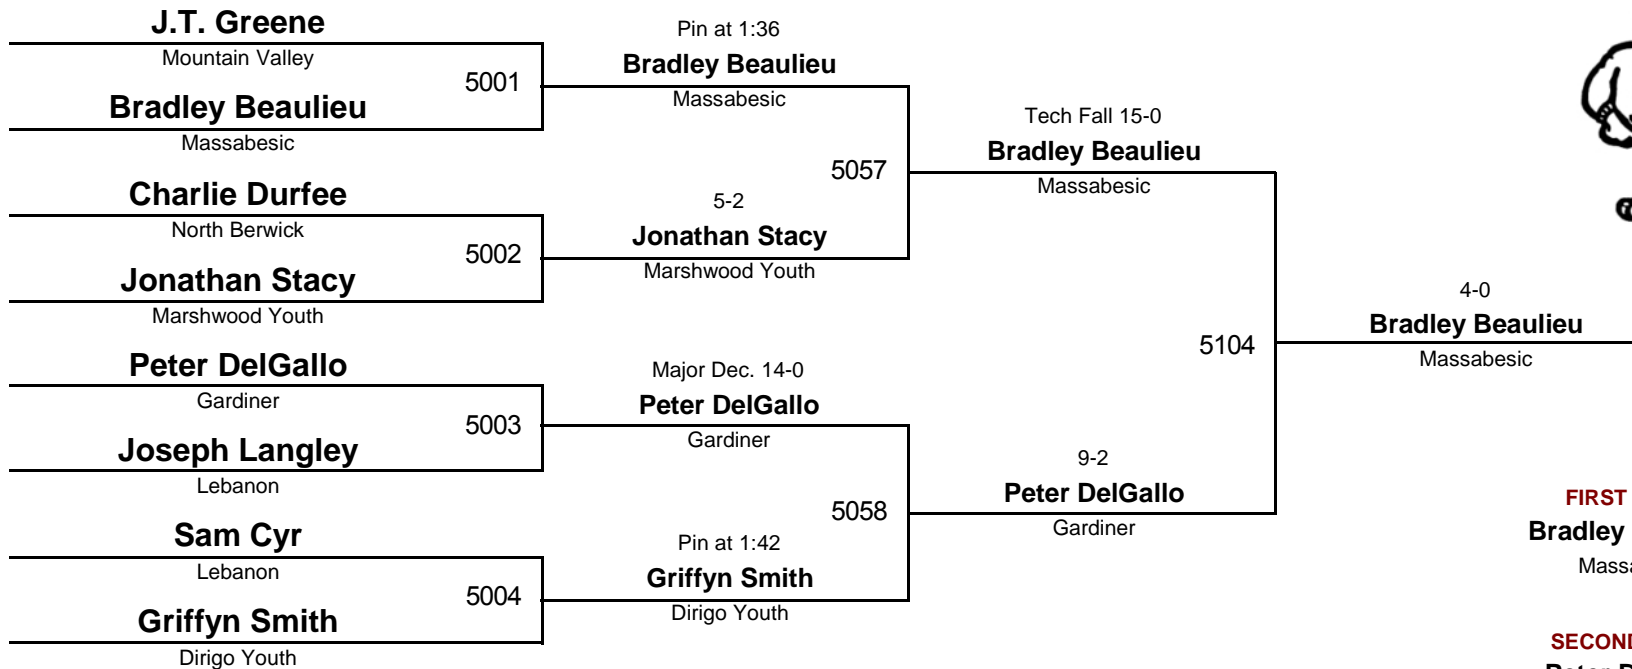 J.T. Greene
Mountain Valley
5001
Bradley Beaulieu
Massabesic
Charlie Durfee
North Berwick
5002
Jonathan Stacy
Marshwood Youth
Peter DelGallo
Gardiner
5003
Joseph Langley
Lebanon
Sam Cyr
Lebanon
5004
Griffyn Smith
Dirigo Youth
Pin at 1:36
Bradley Beaulieu
Massabesic
5057
5-2
Jonathan Stacy
Marshwood Youth
Major Dec. 14-0
Peter DelGallo
Gardiner
5058
Pin at 1:42
Griffyn Smith
Dirigo Youth
Tech Fall 15-0
Bradley Beaulieu
Massabesic
5104
9-2
Peter DelGallo
Gardiner
4-0
Bradley Beaulieu
Massabesic
FIRST
Bradley
Massa
SECOND
Peter